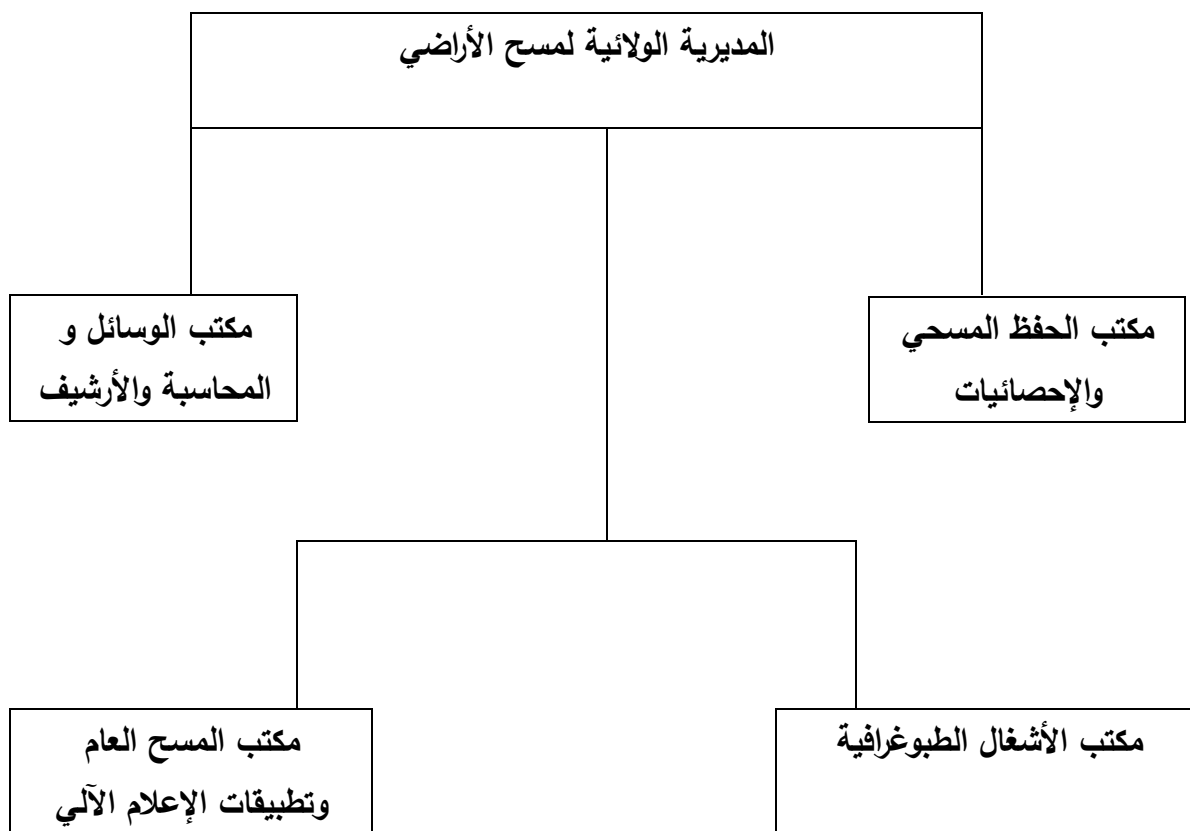 المديرية الولائية لمسح الأراضي
مكتب الحفظ المسحي
والإحصائيات
مكتب الوسائل و
المحاسبة والأرشيف
مكتب الأشغال الطبوغرافية
مكتب المسح العام
وتطبيقات الإعلام الآلي